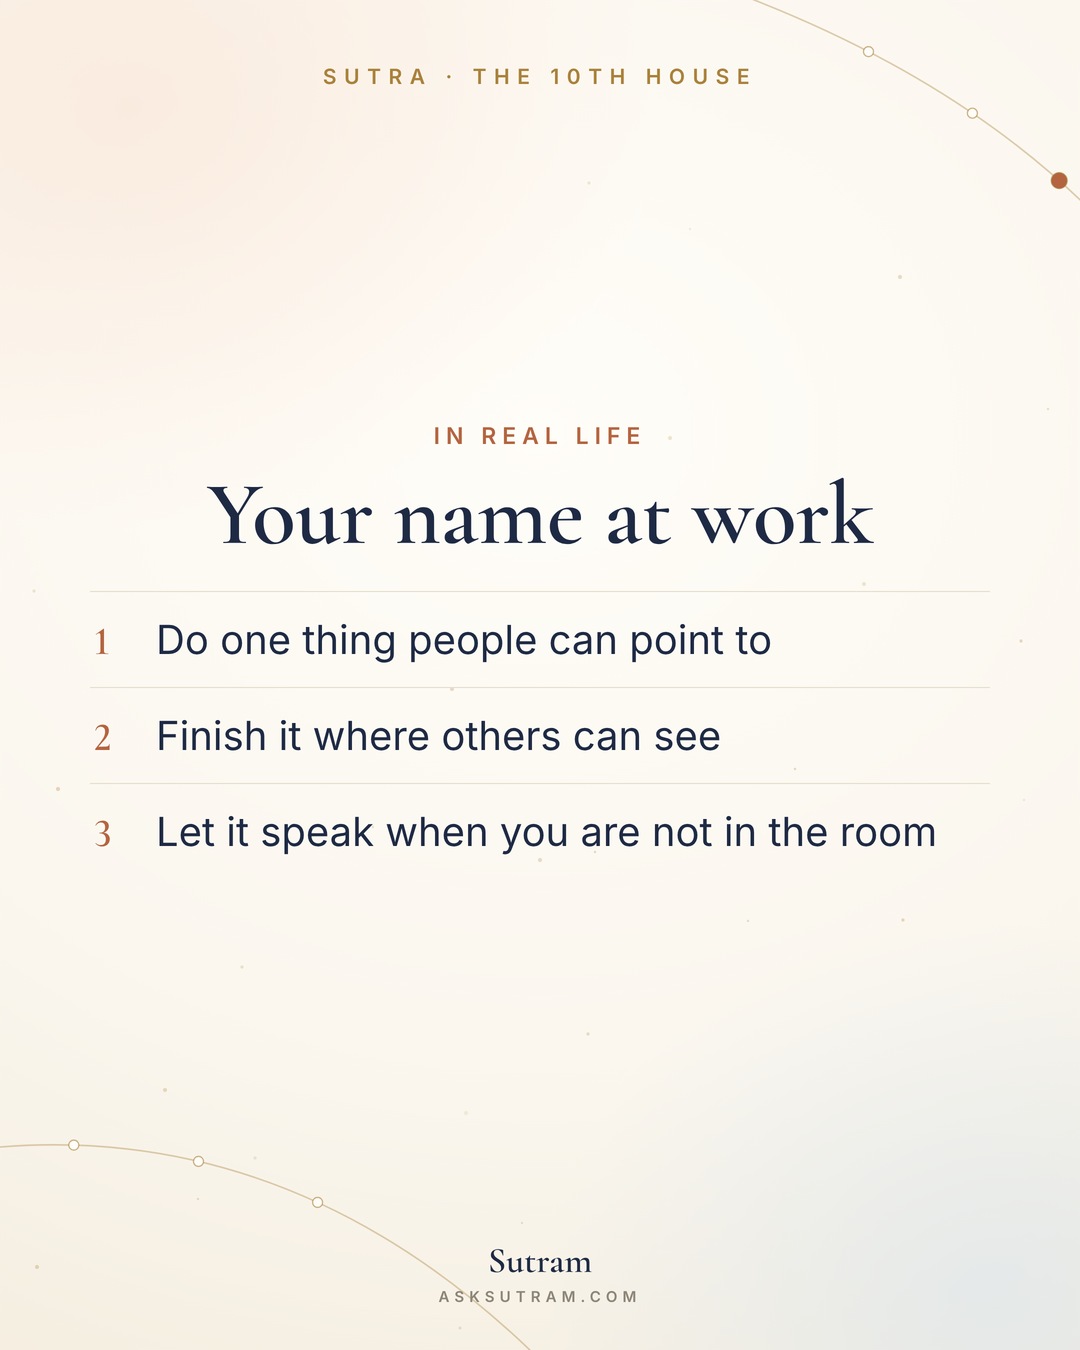 SUTRA · THE 10TH HOUSE
IN REAL LIFE
Your name at work
1 Do one thing people can point to
2 Finish it where others can see
3 Let it speak when you are not in the room
Sutram
ASKSUTRAM.COM